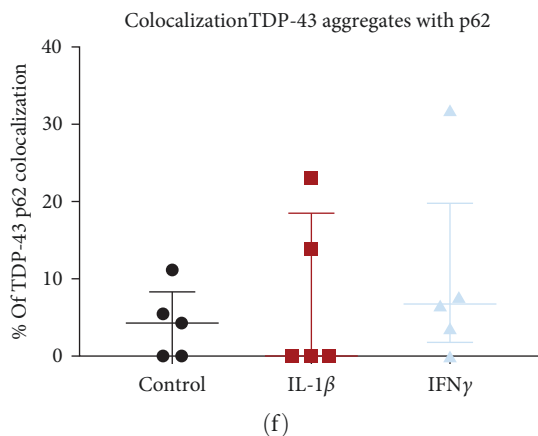 ColocalizationTDP-43 aggregates with p62
% Of TDP-43 p62 colocalization
40
30
20
10
0
Control IL-1β IFNγ
(f)